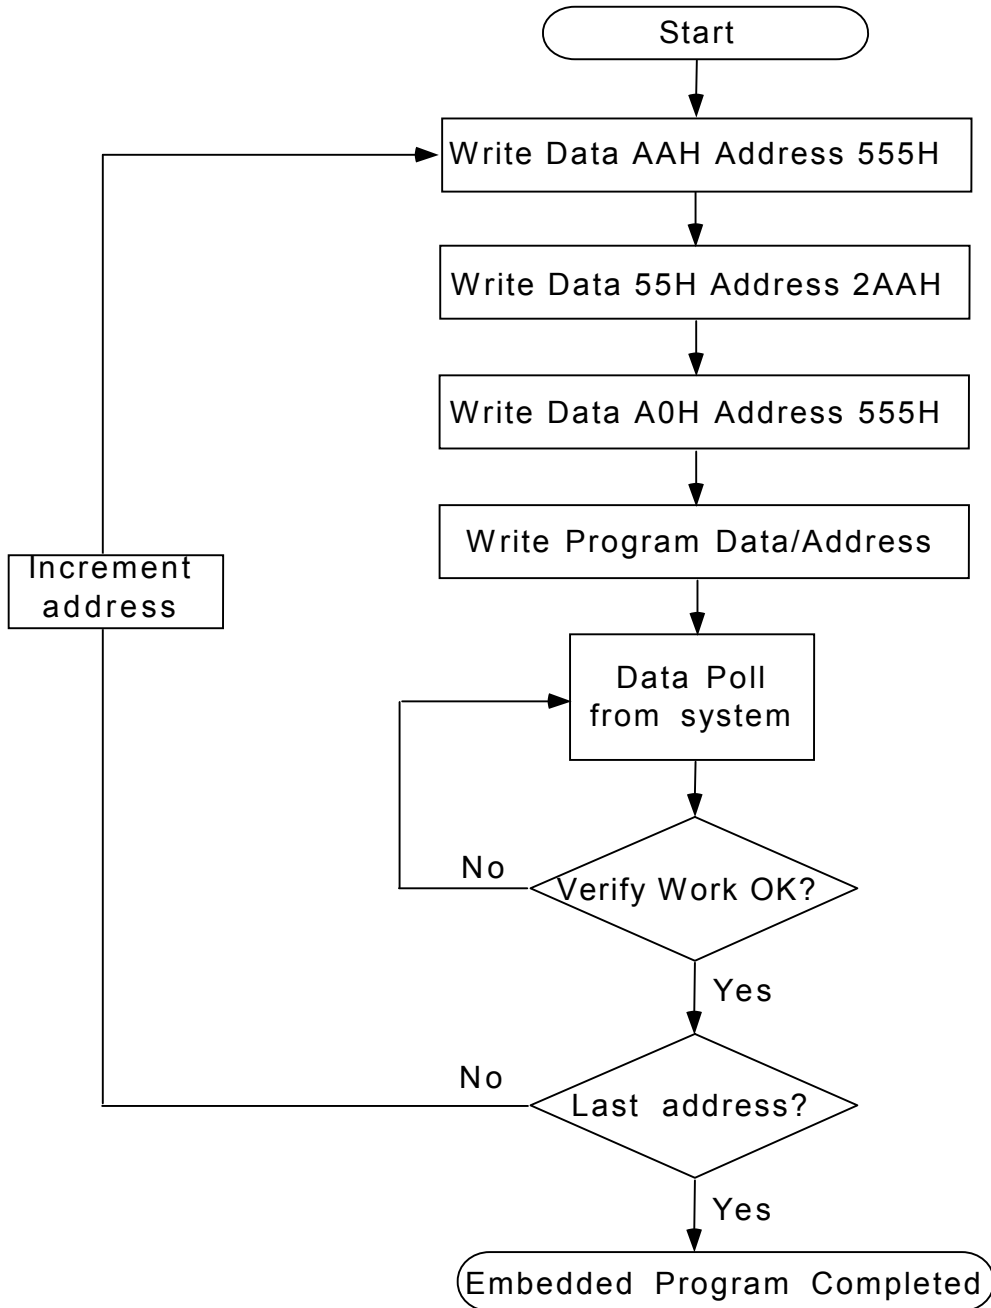 Start
Write Data AAH Address 555H
Write Data 55H Address 2AAH
Write Data A0H Address 555H
Write Program Data/Address
Increment
address
Data Poll
from system
No
Verify Work OK?
Yes
No
Last address?
Yes
Embedded Program Completed